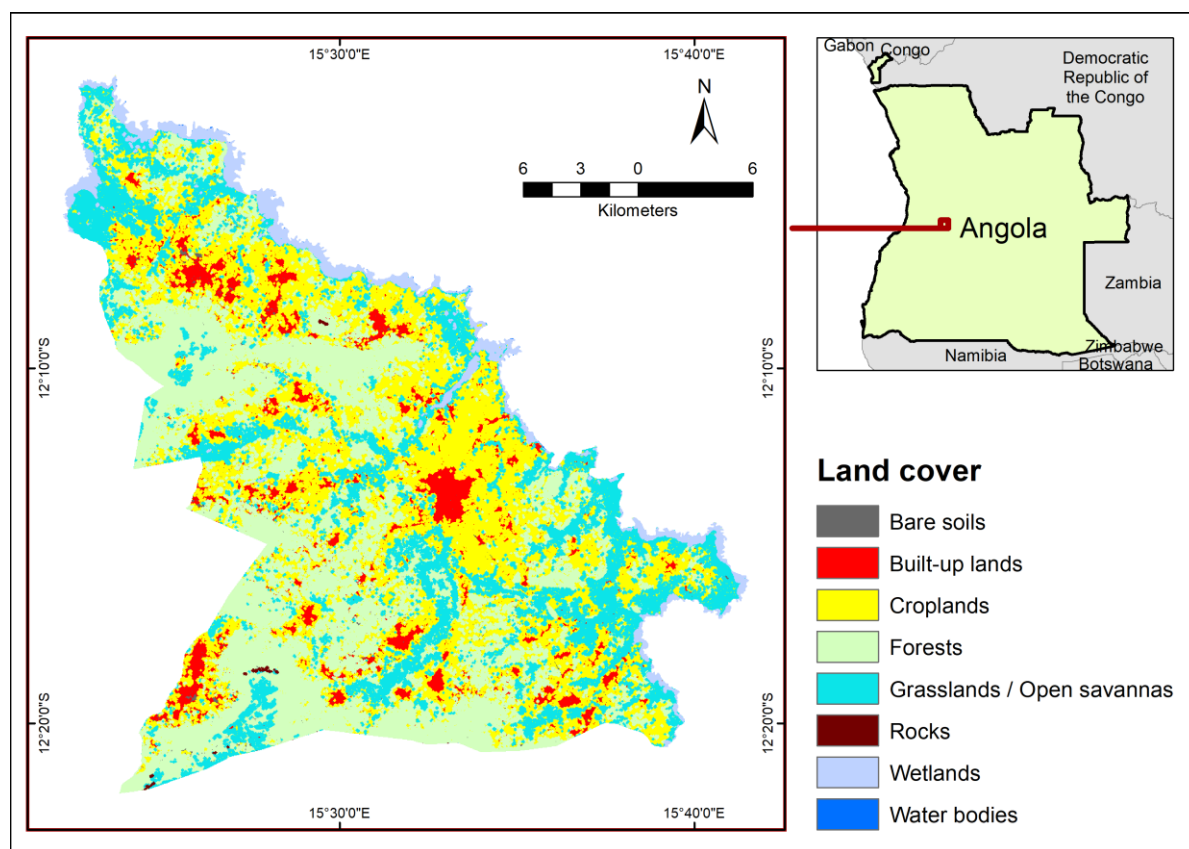 15°30'0"E
15°40'0"E
N
6 3 0 6
Kilometers
12°10'0"S
12°10'0"S
12°20'0"S
12°20'0"S
15°30'0"E
15°40'0"E
Gabon Congo
Democratic
Republic of
the Congo
Angola
Zambia
Namibia
Zimbabwe
Botswana
Land cover
Bare soils
Built-up lands
Croplands
Forests
Grasslands / Open savannas
Rocks
Wetlands
Water bodies